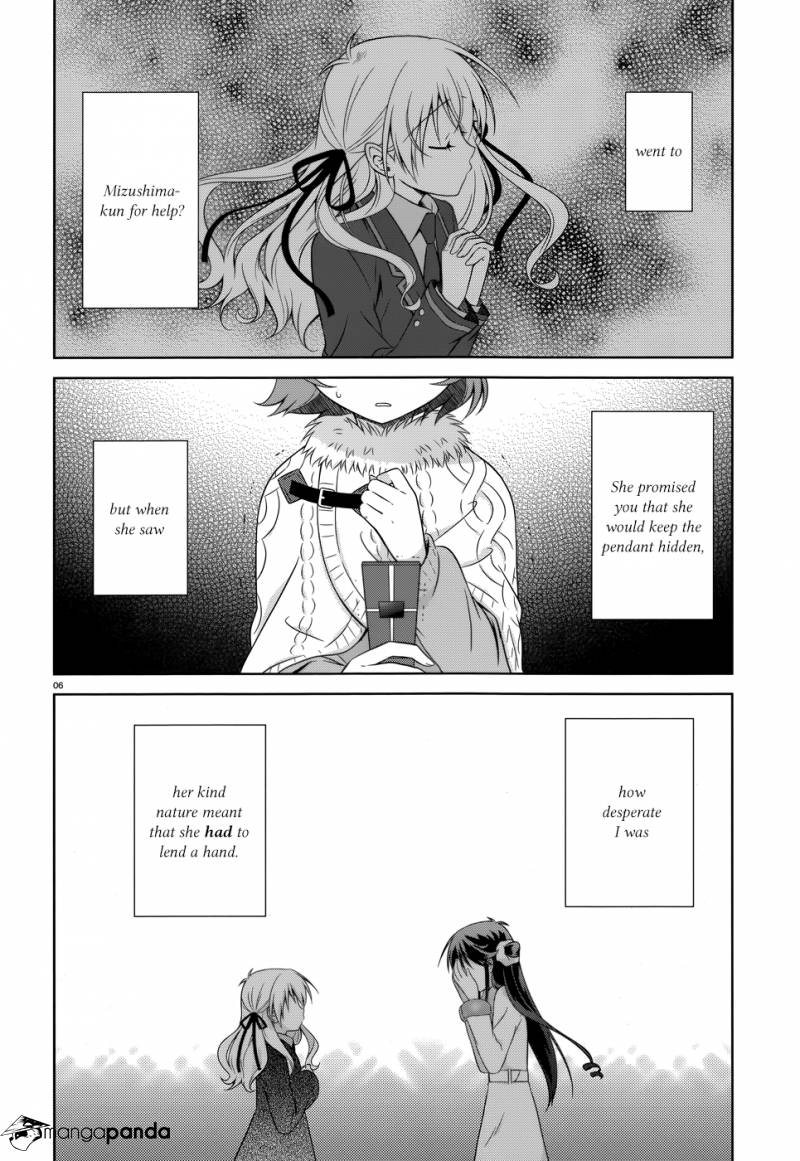 went to
Mizushima-
kun for help?
She promised
you that she
would keep the
pendant hidden,
but when
she saw
06
how
desperate
I was
her kind
nature meant
that she had to
lend a hand.
mangapanda